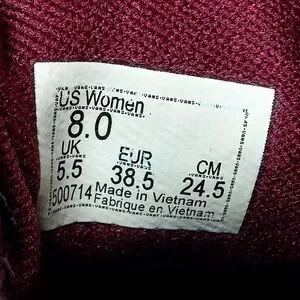 US Women
8.0
UK EUR CM
5.5 38.5 24.5
500714 Made in Vietnam
Fabriqué en Vietnam